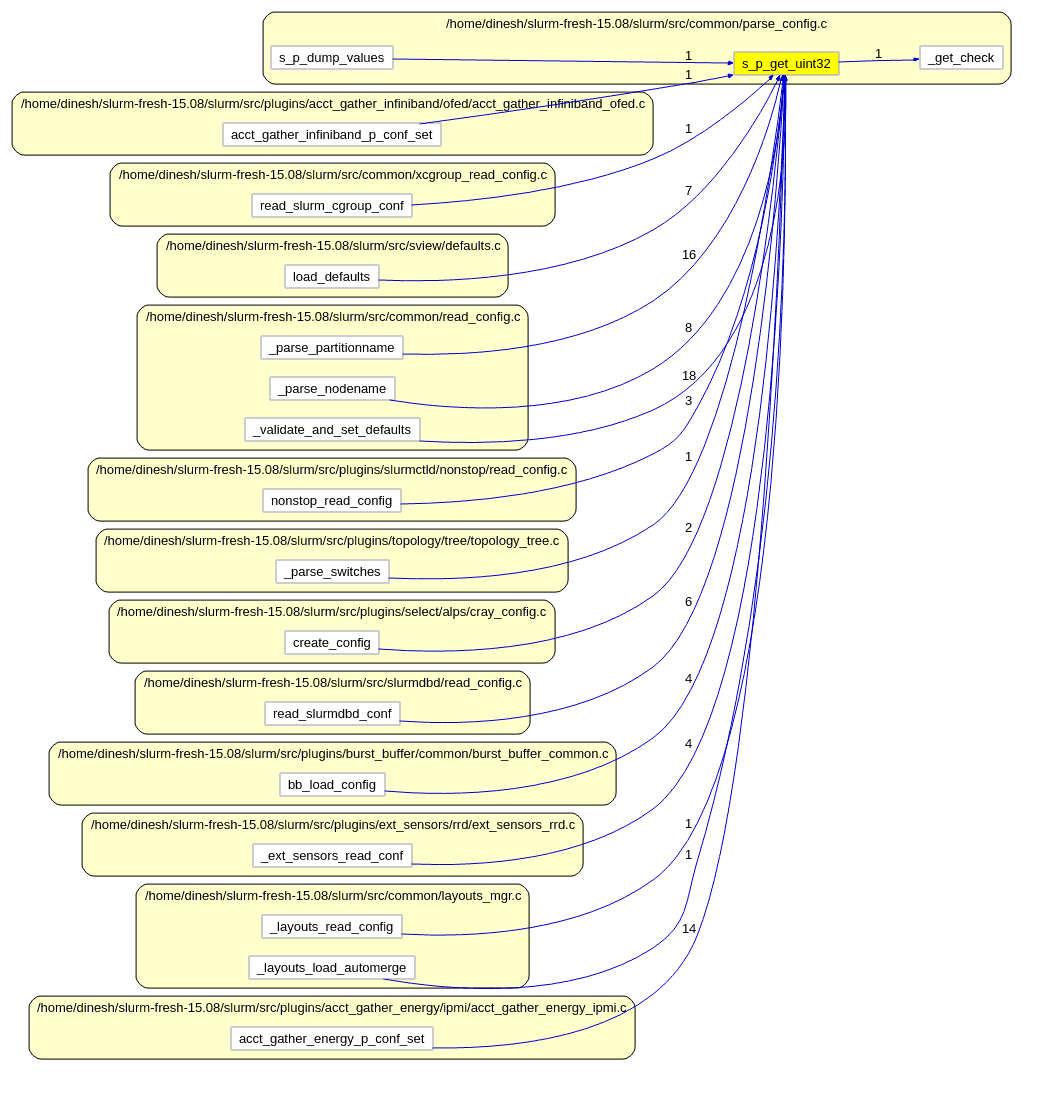 /home/dinesh/slurm-fresh-15.08/slurm/src/common/parse_config.c
s_p_dump_values
1
s_p_get_uint32
1
_get_check
1
/home/dinesh/slurm-fresh-15.08/slurm/src/plugins/acct_gather_infiniband/ofed/acct_gather_infiniband_ofed.c
acct_gather_infiniband_p_conf_set
1
/home/dinesh/slurm-fresh-15.08/slurm/src/common/xcgroup_read_config.c
read_slurm_cgroup_conf
7
/home/dinesh/slurm-fresh-15.08/slurm/src/sview/defaults.c
load_defaults
16
/home/dinesh/slurm-fresh-15.08/slurm/src/common/read_config.c
_parse_partitionname
8
_parse_nodename
18
_validate_and_set_defaults
3
/home/dinesh/slurm-fresh-15.08/slurm/src/plugins/slurmctld/nonstop/read_config.c
nonstop_read_config
1
/home/dinesh/slurm-fresh-15.08/slurm/src/plugins/topology/tree/topology_tree.c
_parse_switches
2
/home/dinesh/slurm-fresh-15.08/slurm/src/plugins/select/alps/cray_config.c
create_config
6
/home/dinesh/slurm-fresh-15.08/slurm/src/slurmdbd/read_config.c
read_slurmdbd_conf
4
/home/dinesh/slurm-fresh-15.08/slurm/src/plugins/burst_buffer/common/burst_buffer_common.c
bb_load_config
4
/home/dinesh/slurm-fresh-15.08/slurm/src/plugins/ext_sensors/rrd/ext_sensors_rrd.c
_ext_sensors_read_conf
1
1
/home/dinesh/slurm-fresh-15.08/slurm/src/common/layouts_mgr.c
_layouts_read_config
14
_layouts_load_automerge
/home/dinesh/slurm-fresh-15.08/slurm/src/plugins/acct_gather_energy/ipmi/acct_gather_energy_ipmi.c
acct_gather_energy_p_conf_set